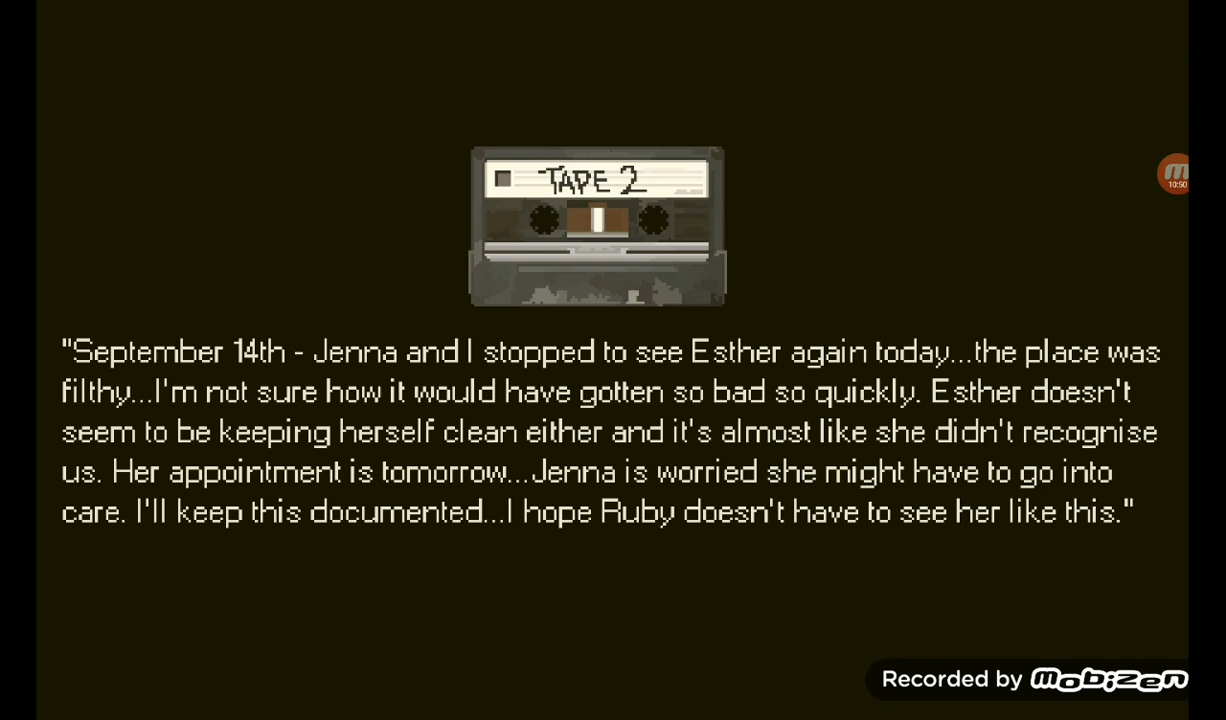 TAPE 2
10:50
"September 14th - Jenna and I stopped to see Esther again today...the place was
filthy...I'm not sure how it would have gotten so bad so quickly. Esther doesn't
seem to be keeping herself clean either and it's almost like she didn't recognise
us. Her appointment is tomorrow...Jenna is worried she might have to go into
care. I'll keep this documented...I hope Ruby doesn't have to see her like this."
Recorded by mobizen